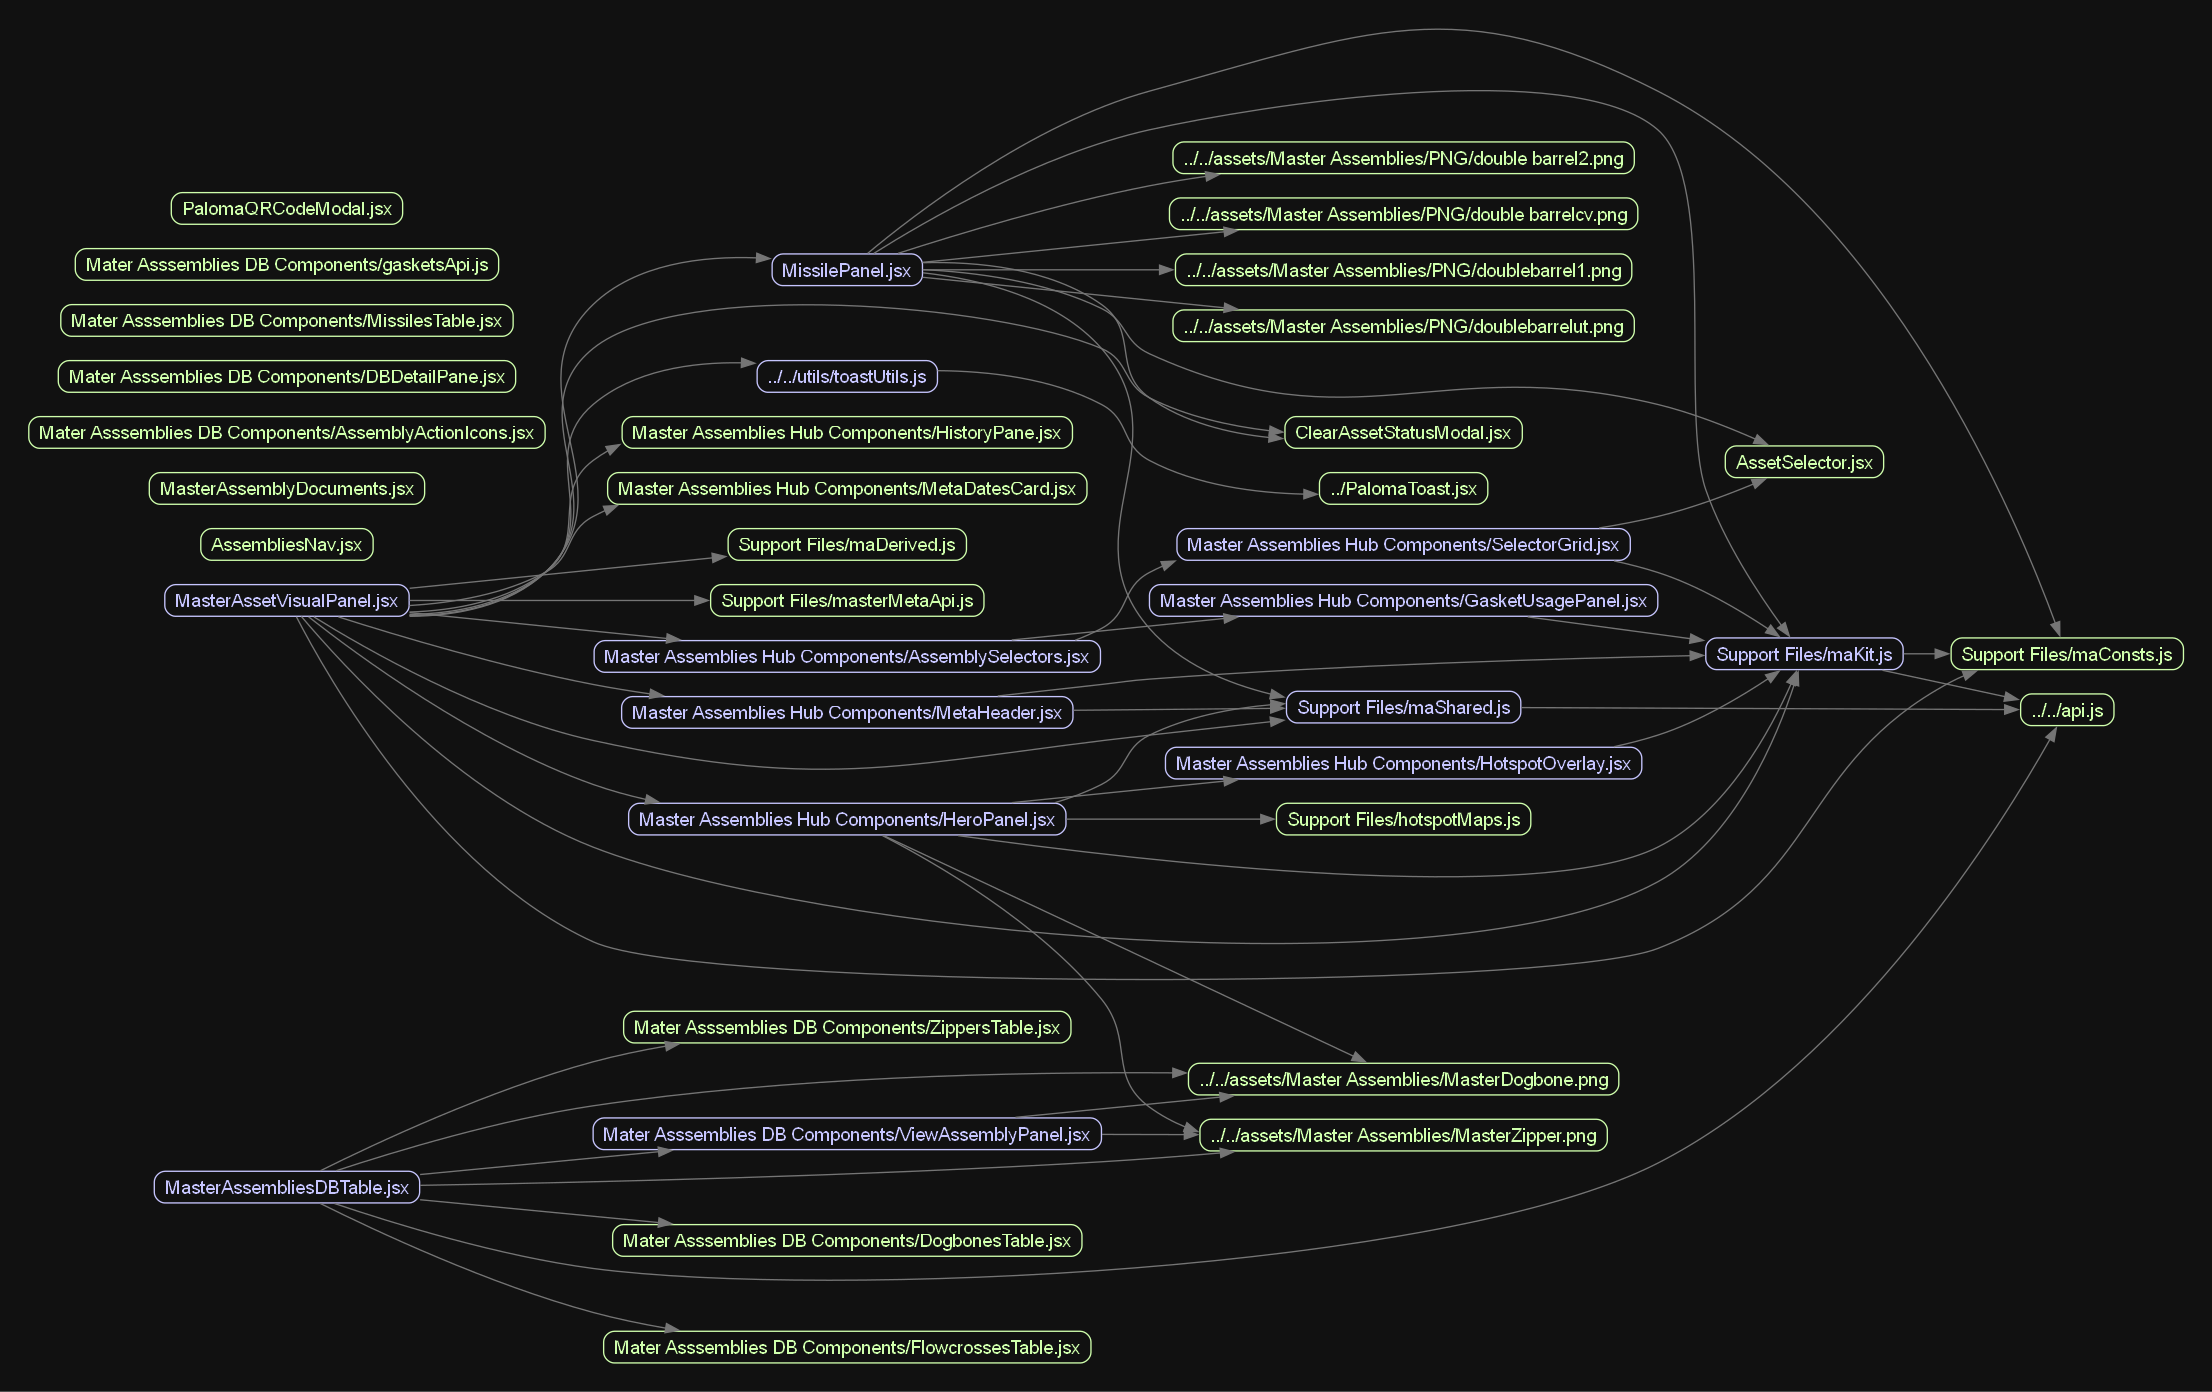 PalomaQRCodeModal.jsx
Mater Asssemblies DB Components/gasketsApi.js
Mater Asssemblies DB Components/MissilesTable.jsx
Mater Asssemblies DB Components/DBDetailPane.jsx
Mater Asssemblies DB Components/AssemblyActionIcons.jsx
MasterAssemblyDocuments.jsx
AssembliesNav.jsx
MasterAssetVisualPanel.jsx
MasterAssembliesDBTable.jsx
MissilePanel.jsx
../../utils/toastUtils.js
Master Assemblies Hub Components/HistoryPane.jsx
Master Assemblies Hub Components/MetaDatesCard.jsx
Support Files/maDerived.js
Support Files/masterMetaApi.js
Master Assemblies Hub Components/AssemblySelectors.jsx
Master Assemblies Hub Components/MetaHeader.jsx
Master Assemblies Hub Components/HeroPanel.jsx
Mater Asssemblies DB Components/ZippersTable.jsx
Mater Asssemblies DB Components/ViewAssemblyPanel.jsx
Mater Asssemblies DB Components/DogbonesTable.jsx
Mater Asssemblies DB Components/FlowcrossesTable.jsx
../../assets/Master Assemblies/PNG/double barrel2.png
../../assets/Master Assemblies/PNG/double barrelcv.png
../../assets/Master Assemblies/PNG/doublebarrel1.png
../../assets/Master Assemblies/PNG/doublebarrelut.png
ClearAssetStatusModal.jsx
../PalomaToast.jsx
Master Assemblies Hub Components/SelectorGrid.jsx
Master Assemblies Hub Components/GasketUsagePanel.jsx
Support Files/maShared.js
Master Assemblies Hub Components/HotspotOverlay.jsx
Support Files/hotspotMaps.js
../../assets/Master Assemblies/MasterDogbone.png
../../assets/Master Assemblies/MasterZipper.png
AssetSelector.jsx
Support Files/maKit.js
Support Files/maConsts.js
../../api.js